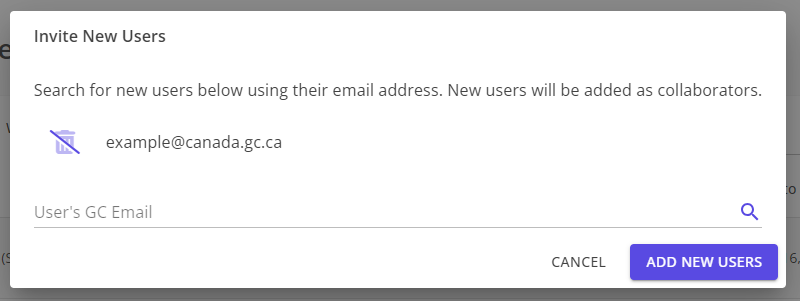 Invite New Users
Search for new users below using their email address. New users will be added as collaborators.
example@canada.gc.ca
User's GC Email
CANCEL
ADD NEW USERS